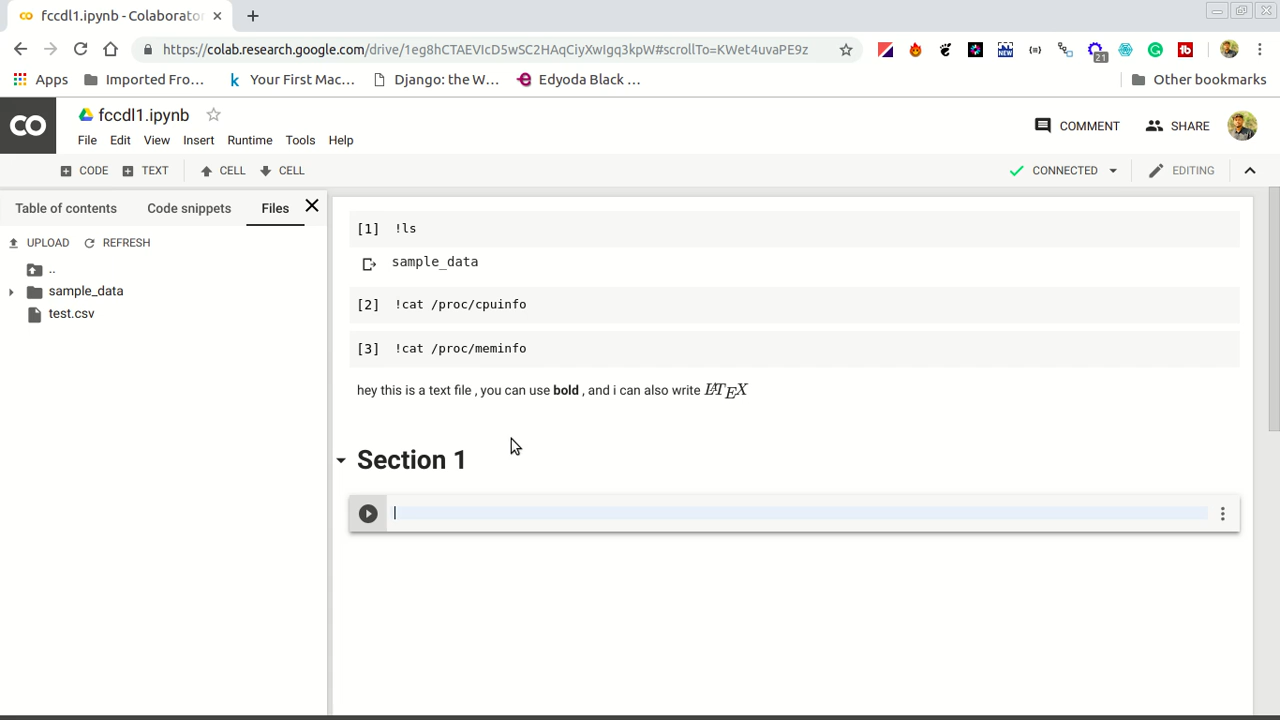 fccdl1.ipynb - Colaborator
https://colab.research.google.com/drive/1eg8hCTAEVIcD5wSC2HAqCiyXwIgq3kpW#scrollTo=KWet4uvaPE9z
NEW
21
Apps
Imported Fro...
k Your First Mac...
Django: the W...
e Edyoda Black ...
Other bookmarks
CO
fccdl1.ipynb
File Edit View Insert Runtime Tools Help
COMMENT
SHARE
CODE TEXT CELL CELL
CONNECTED
EDITING
Table of contents Code snippets Files
UPLOAD REFRESH
..
sample_data
test.csv
[1] !ls
sample_data
[2] !cat /proc/cpuinfo
[3] !cat /proc/meminfo
hey this is a text file , you can use bold , and i can also write LATEX
Section 1